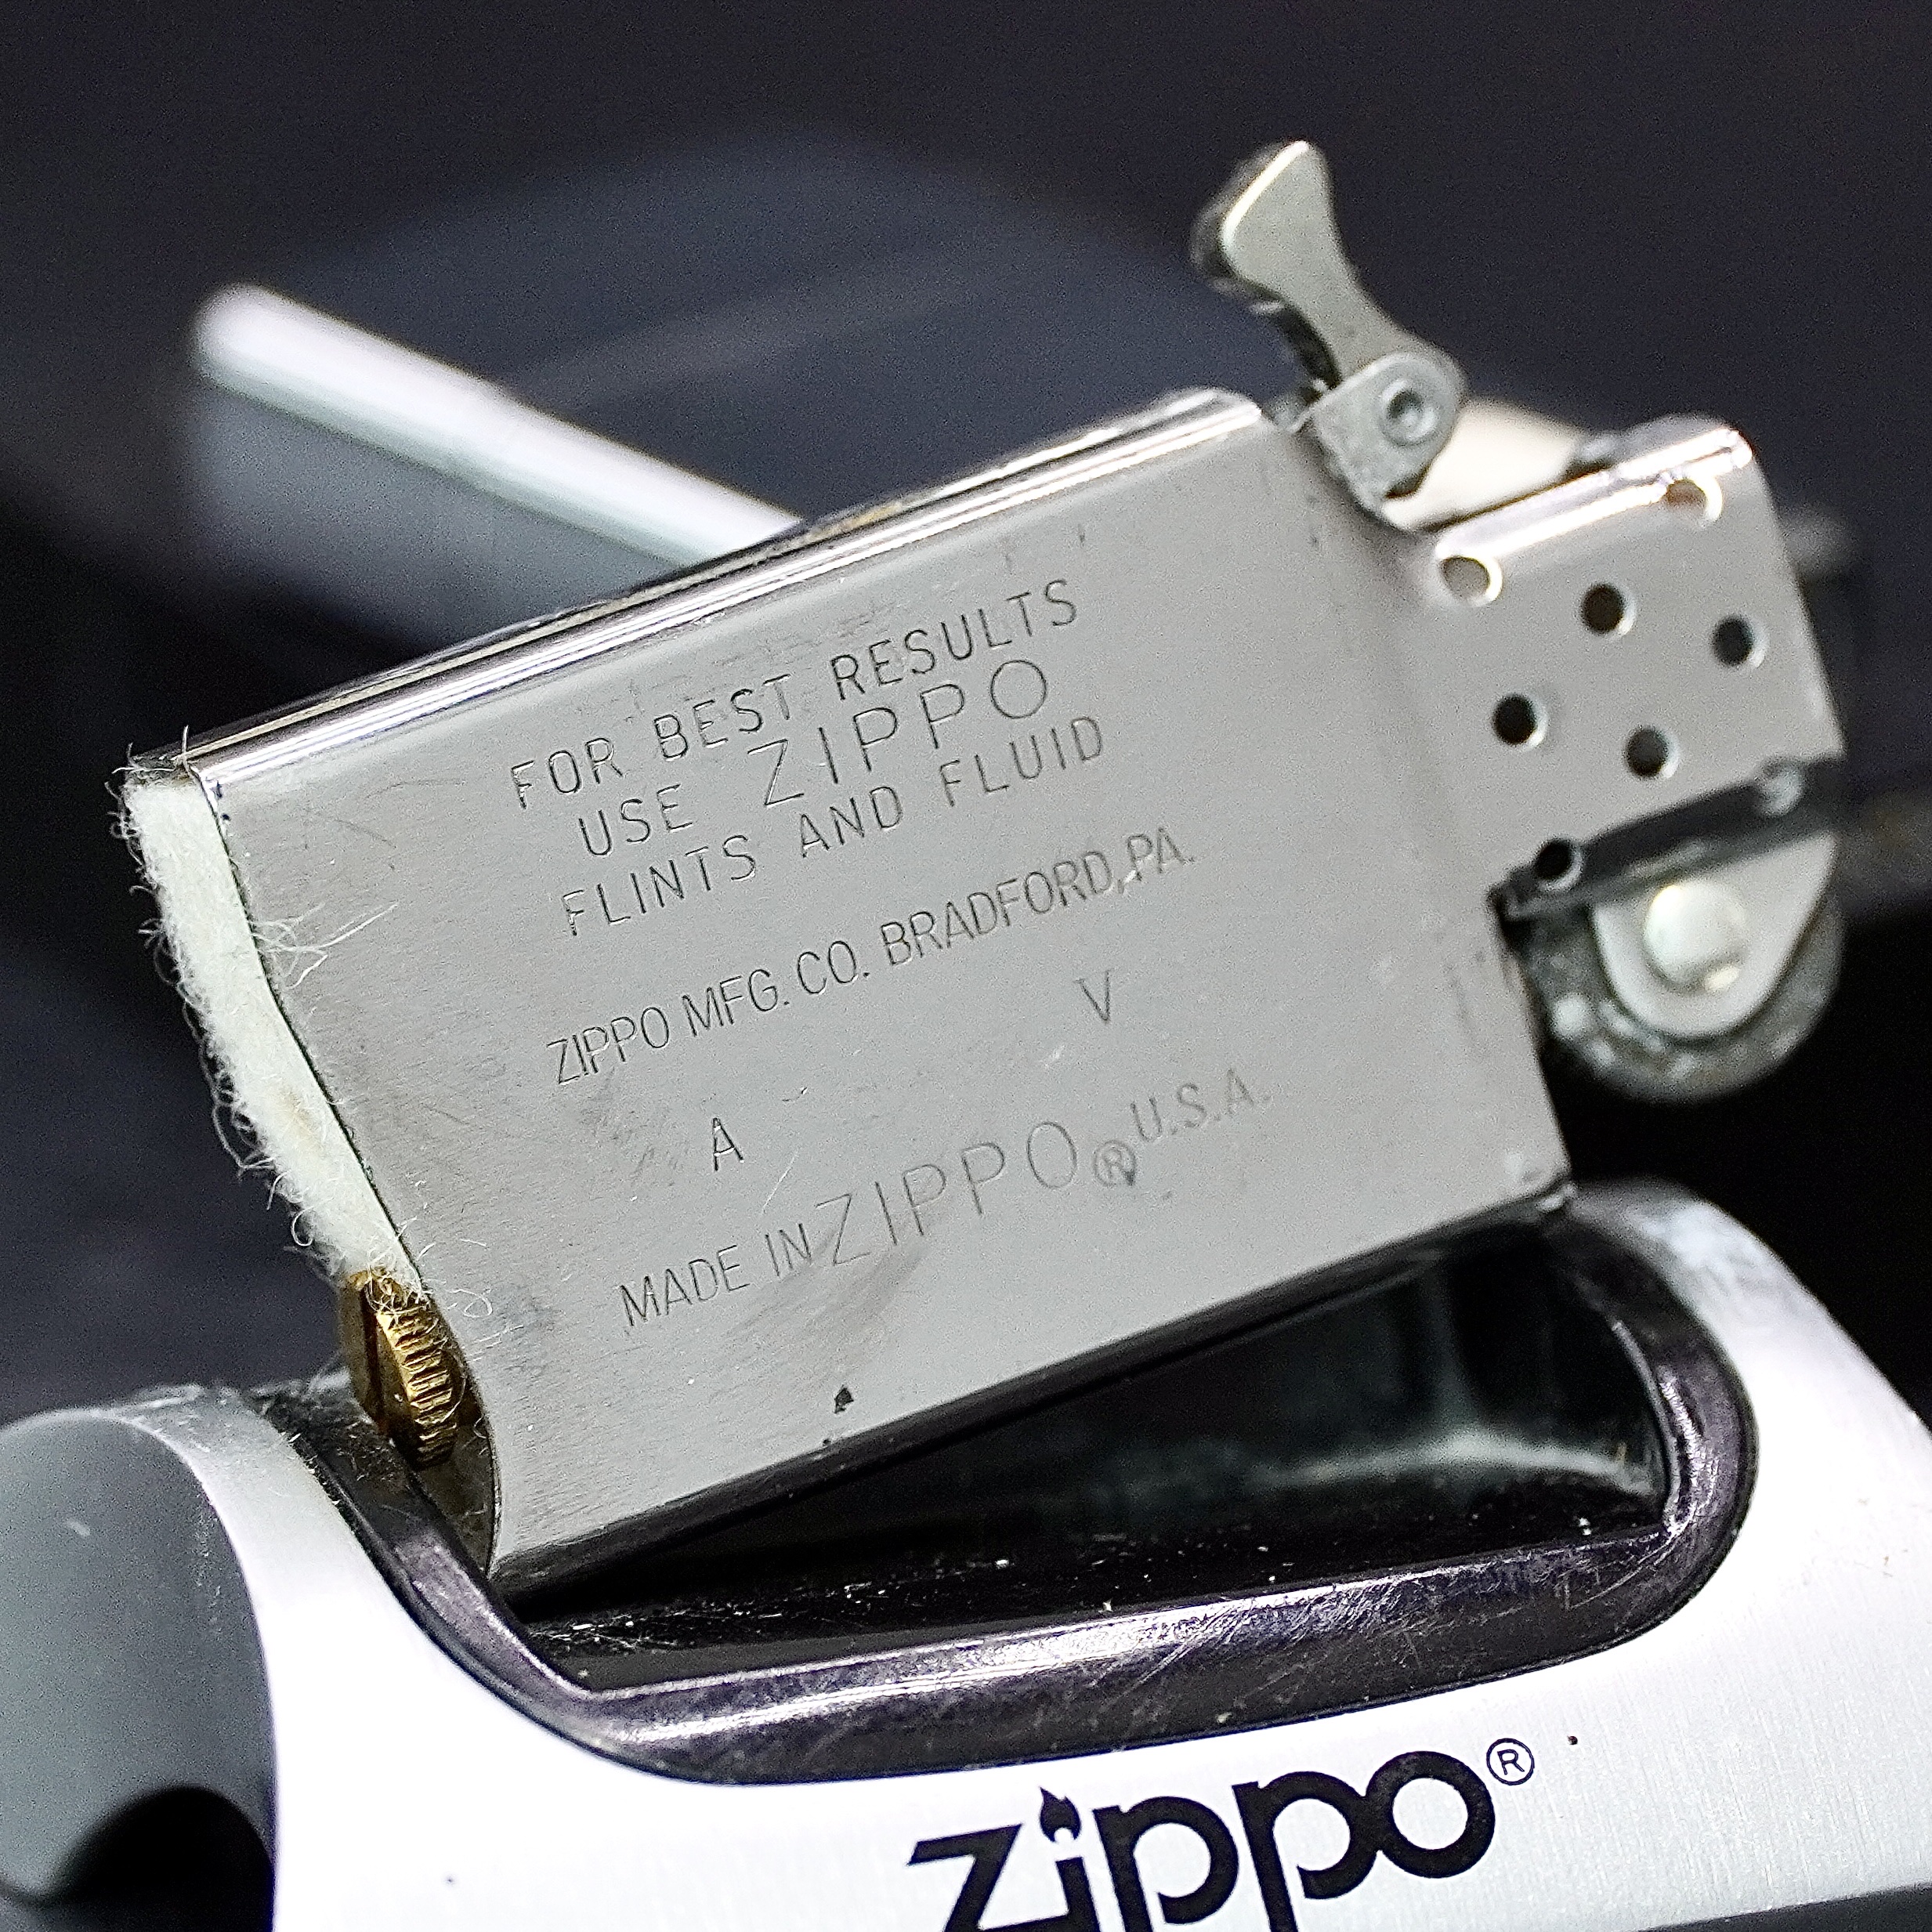 FOR BEST RESULTS
USE ZIPPO
FLINTS AND FLUID
ZIPPO MFG. CO. BRADFORD, PA.
A V
MADE IN ZIPPO® U.S.A.
zippo®